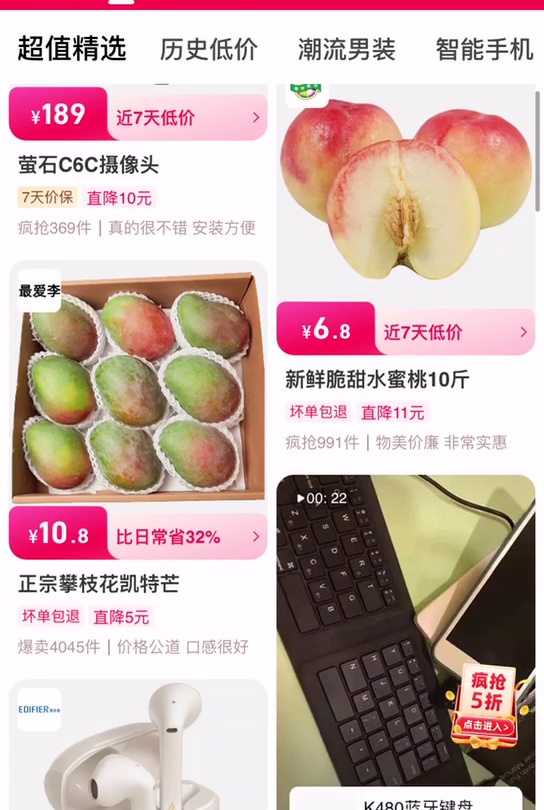 超值精选
历史低价
潮流男装
智能手机
¥189
近7天低价
萤石C6C摄像头
7天价保
直降10元
疯抢369件｜真的很不错 安装方便
最爱李
¥10.8
比日常省32%
正宗攀枝花凯特芒
坏单包退
直降5元
爆卖4045件｜价格公道 口感很好
EDIFIER
¥6.8
近7天低价
新鲜脆甜水蜜桃10斤
坏单包退
直降11元
疯抢991件｜物美价廉 非常实惠
00: 22
疯抢
5折
点击进入>
K480蓝牙键盘